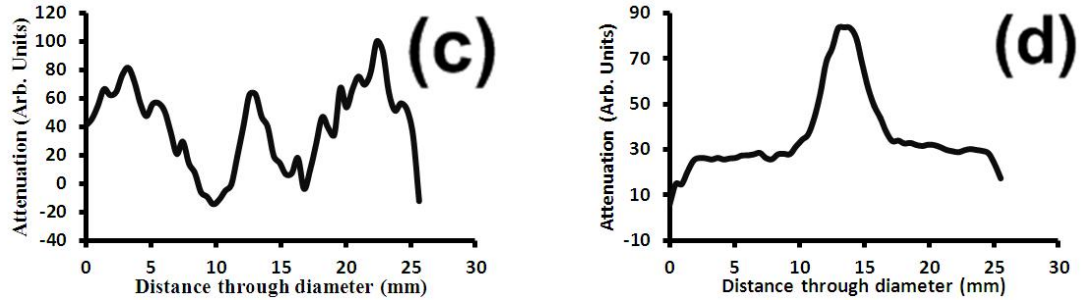 120
100
80
60
40
20
0
-20
-40
Attenuation (Arb. Units)
0 5 10 15 20 25 30
Distance through diameter (mm)
(c)
90
70
50
30
10
-10
Attenuation (Arb. Units)
0 5 10 15 20 25 30
Distance through diameter (mm)
(d)